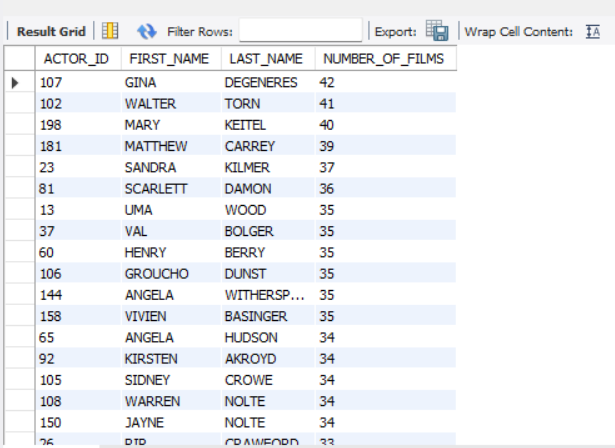 Result Grid Filter Rows: Export: Wrap Cell Content:
ACTOR_ID FIRST_NAME LAST_NAME NUMBER_OF_FILMS
107 GINA DEGENERES 42
102 WALTER TORN 41
198 MARY KEITEL 40
181 MATTHEW CARREY 39
23 SANDRA KILMER 37
81 SCARLETT DAMON 36
13 UMA WOOD 35
37 VAL BOLGER 35
60 HENRY BERRY 35
106 GROUCHO DUNST 35
144 ANGELA WITHERSP... 35
158 VIVIEN BASINGER 35
65 ANGELA HUDSON 34
92 KIRSTEN AKROYD 34
105 SIDNEY CROWE 34
108 WARREN NOLTE 34
150 JAYNE NOLTE 34
26 RIP CRAWFORD 33